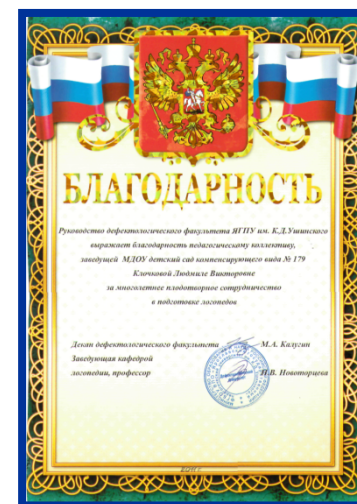 БЛАГОДАРНОСТЬ
Руководство дефектологического факультета ЯГПУ им. К.Д.Ушинского
выражает благодарность педагогическому коллективу,
заведущей МДОУ детский сад компенсирующего вида № 179
Клочковой Людмиле Викторовне
за многолетнее плодотворное сотрудничество
в подготовке логопедов
Декан дефектологического факультета М.А. Калугин
Заведующая кафедрой
логопедии, профессор Н.В. Новоторцева